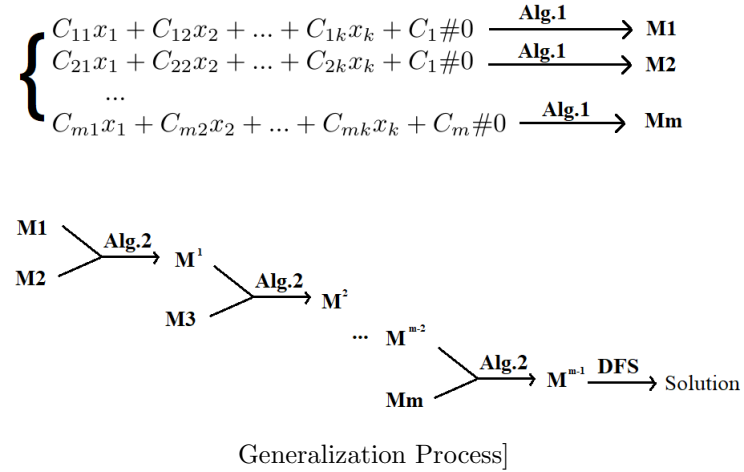 C₁₁x₁ + C₁₂x₂ + ... + C₁ₖxₖ + C₁#0 Alg.1 M1
C₂₁x₁ + C₂₂x₂ + ... + C₂ₖxₖ + C₁#0 Alg.1 M2
...
Cₘ₁x₁ + Cₘ₂x₂ + ... + Cₘₖxₖ + Cₘ#0 Alg.1 Mm
M1
M2
Alg.2
M¹
M3
Alg.2
M²
...
Mᵐ⁻²
Mm
Alg.2
Mᵐ⁻¹
DFS
Solution
Generalization Process]